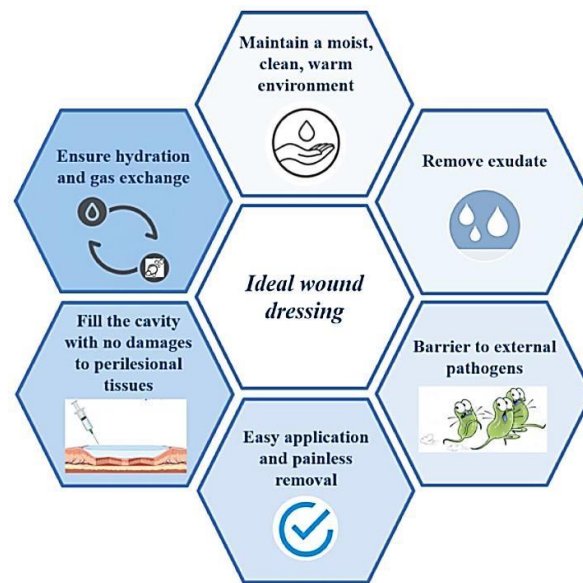 Maintain a moist,
clean, warm
environment
Ensure hydration
and gas exchange
Remove exudate
Ideal wound
dressing
Fill the cavity
with no damages
to perilesional
tissues
Barrier to external
pathogens
Easy application
and painless
removal